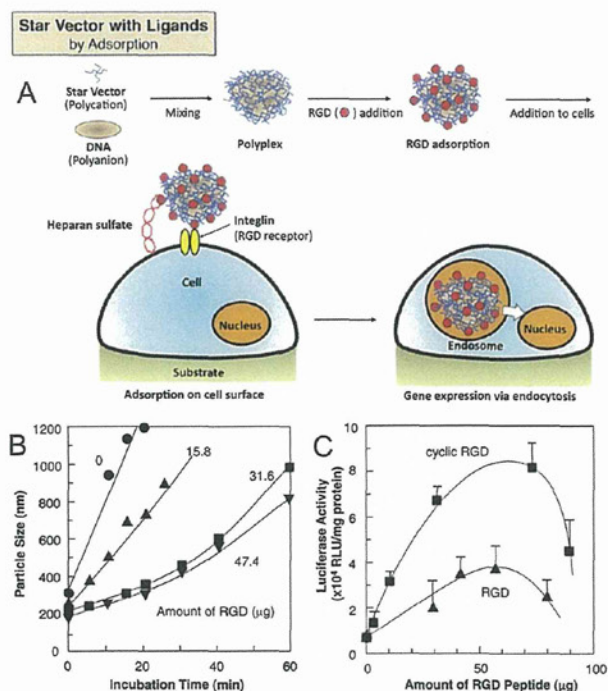 Star Vector with Ligands
by Adsorption
A
Star Vector
(Polycation)
DNA
(Polyanion)
Mixing
Polyplex
RGD ( ) addition
RGD adsorption
Addition to cells
Heparan sulfate
Integlin
(RGD receptor)
Cell
Nucleus
Substrate
Adsorption on cell surface
Endosome
Nucleus
Gene expression via endocytosis
B
Particle Size
(nm)
1200
1000
800
600
400
200
0
0
15.8
31.6
47.4
Amount of RGD (μg)
0
20
40
60
Incubation Time (min)
C
Luciferase Activity
(x10⁴ RLU/mg protein)
10
8
6
4
2
0
cyclic RGD
RGD
0
50
100
Amount of RGD Peptide (μg)